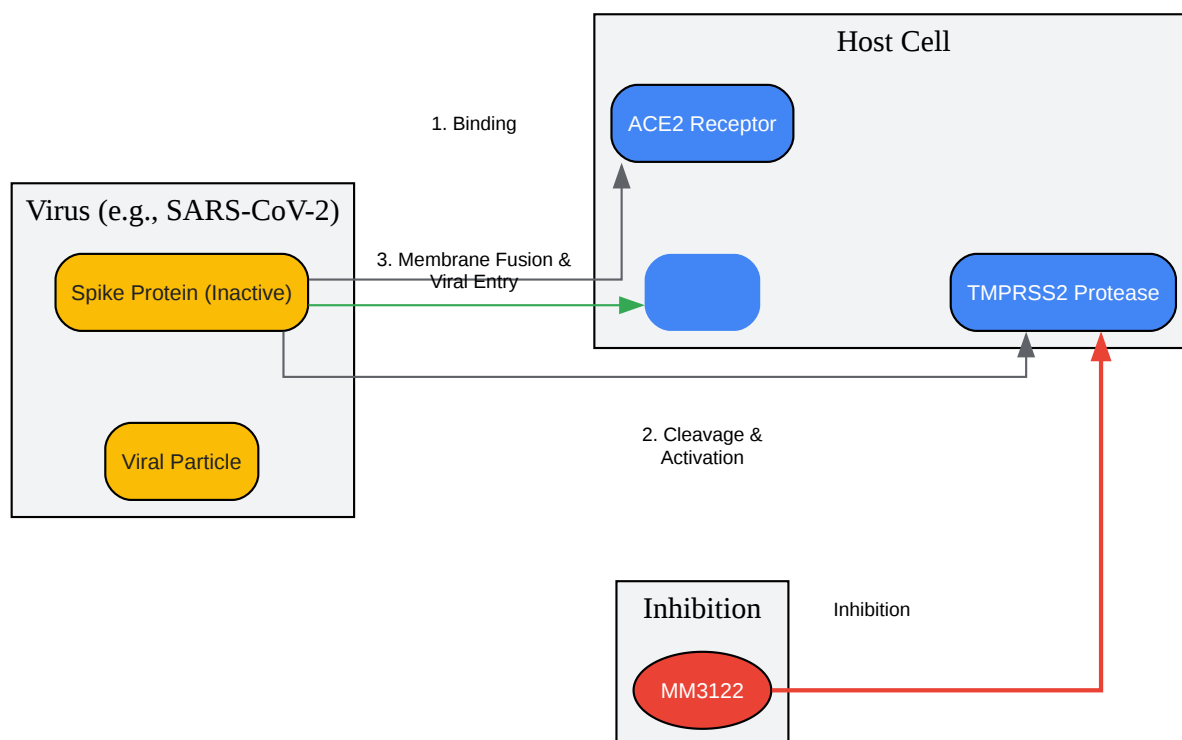 Host Cell
ACE2 Receptor
1. Binding
Virus (e.g., SARS-CoV-2)
3. Membrane Fusion &
Viral Entry
Spike Protein (Inactive)
TMPRSS2 Protease
2. Cleavage &
Activation
Viral Particle
Inhibition
Inhibition
MM3122